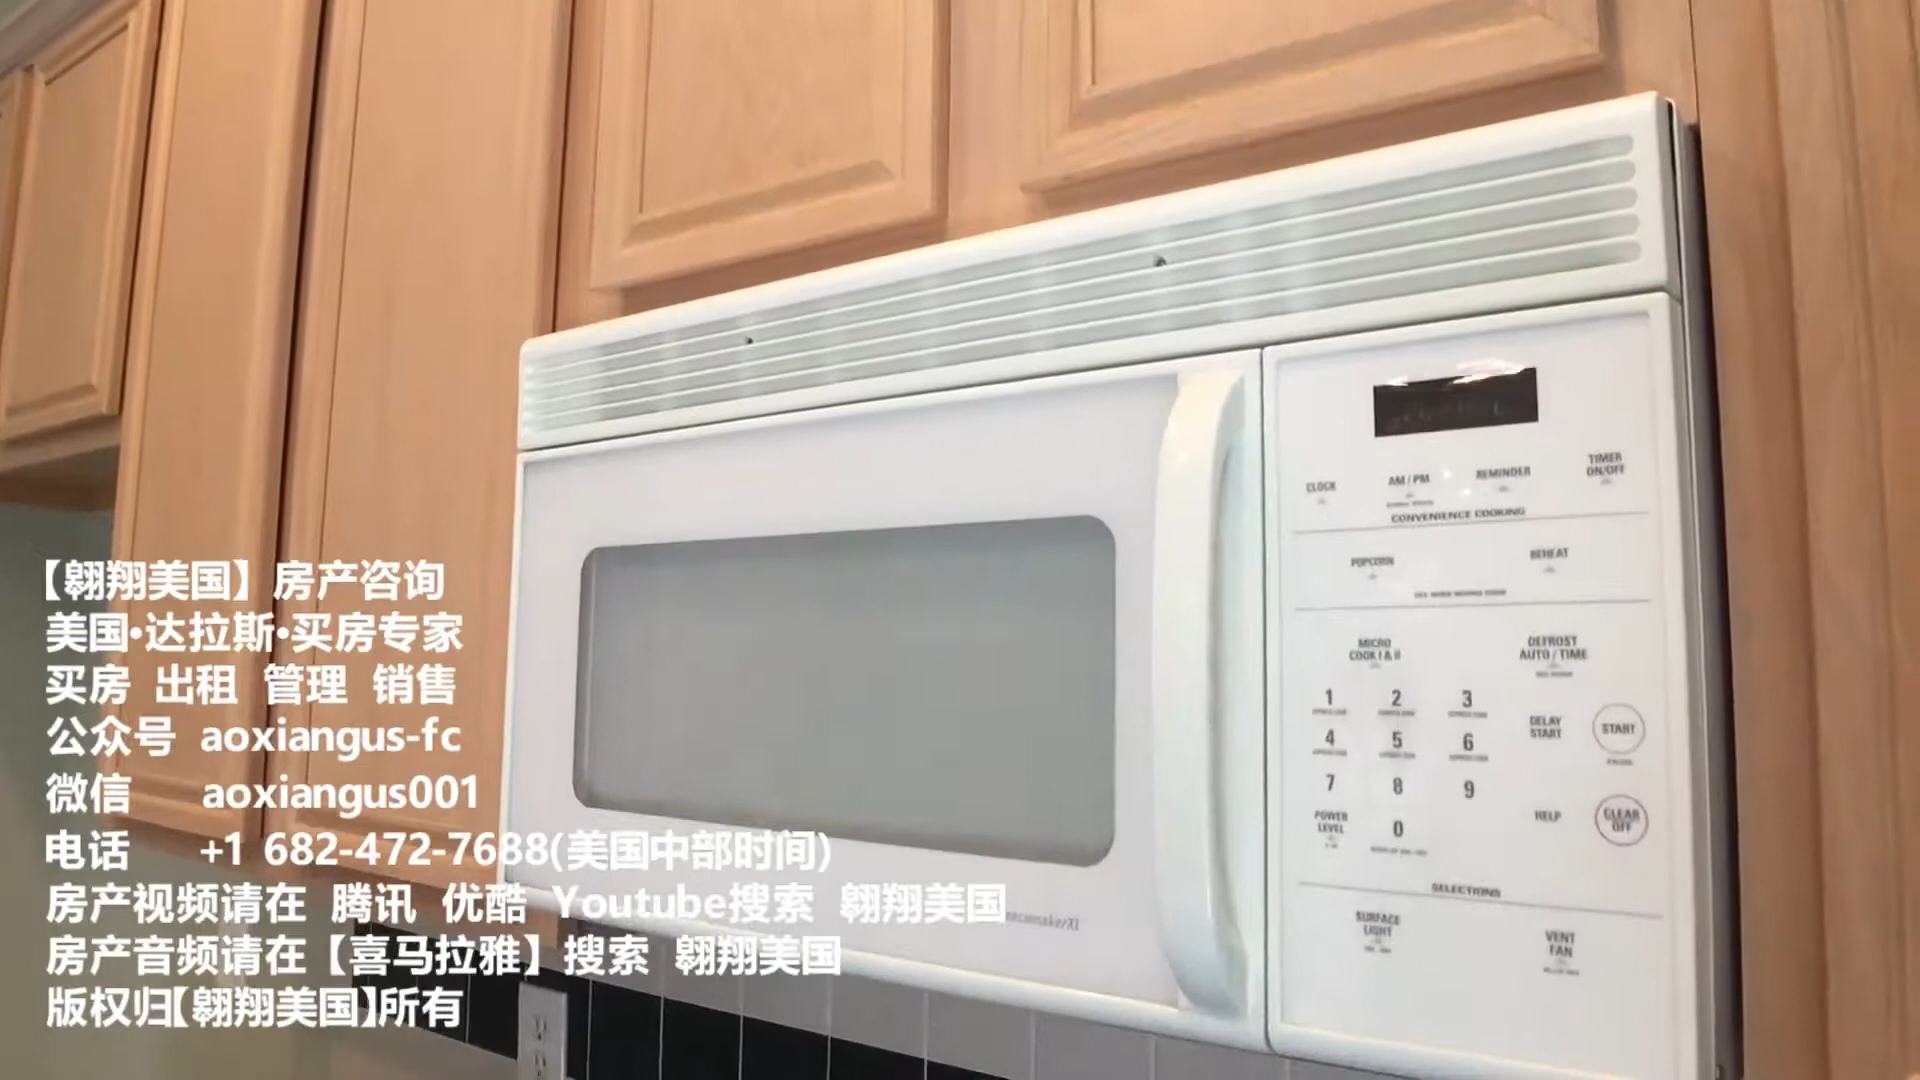 【翱翔美国】房产咨询
美国•达拉斯•买房专家
买房 出租 管理 销售
公众号 aoxiangus-fc
微信 aoxiangus001
电话 +1 682-472-7688(美国中部时间)
房产视频请在 腾讯 优酷 Youtube搜索 翱翔美国
房产音频请在【喜马拉雅】搜索 翱翔美国
版权归【翱翔美国】所有
CLOCK AM / PM REMINDER TIMER ON/OFF
CONVENIENCE COOKING
POPCORN REHEAT
MICRO COOK I & II
DEFROST AUTO / TIME
1 2 3
4 5 6
7 8 9
0
DELAY START
START
POWER LEVEL
HELP
CLEAR OFF
SELECTIONS
SURFACE LIGHT
VENT FAN